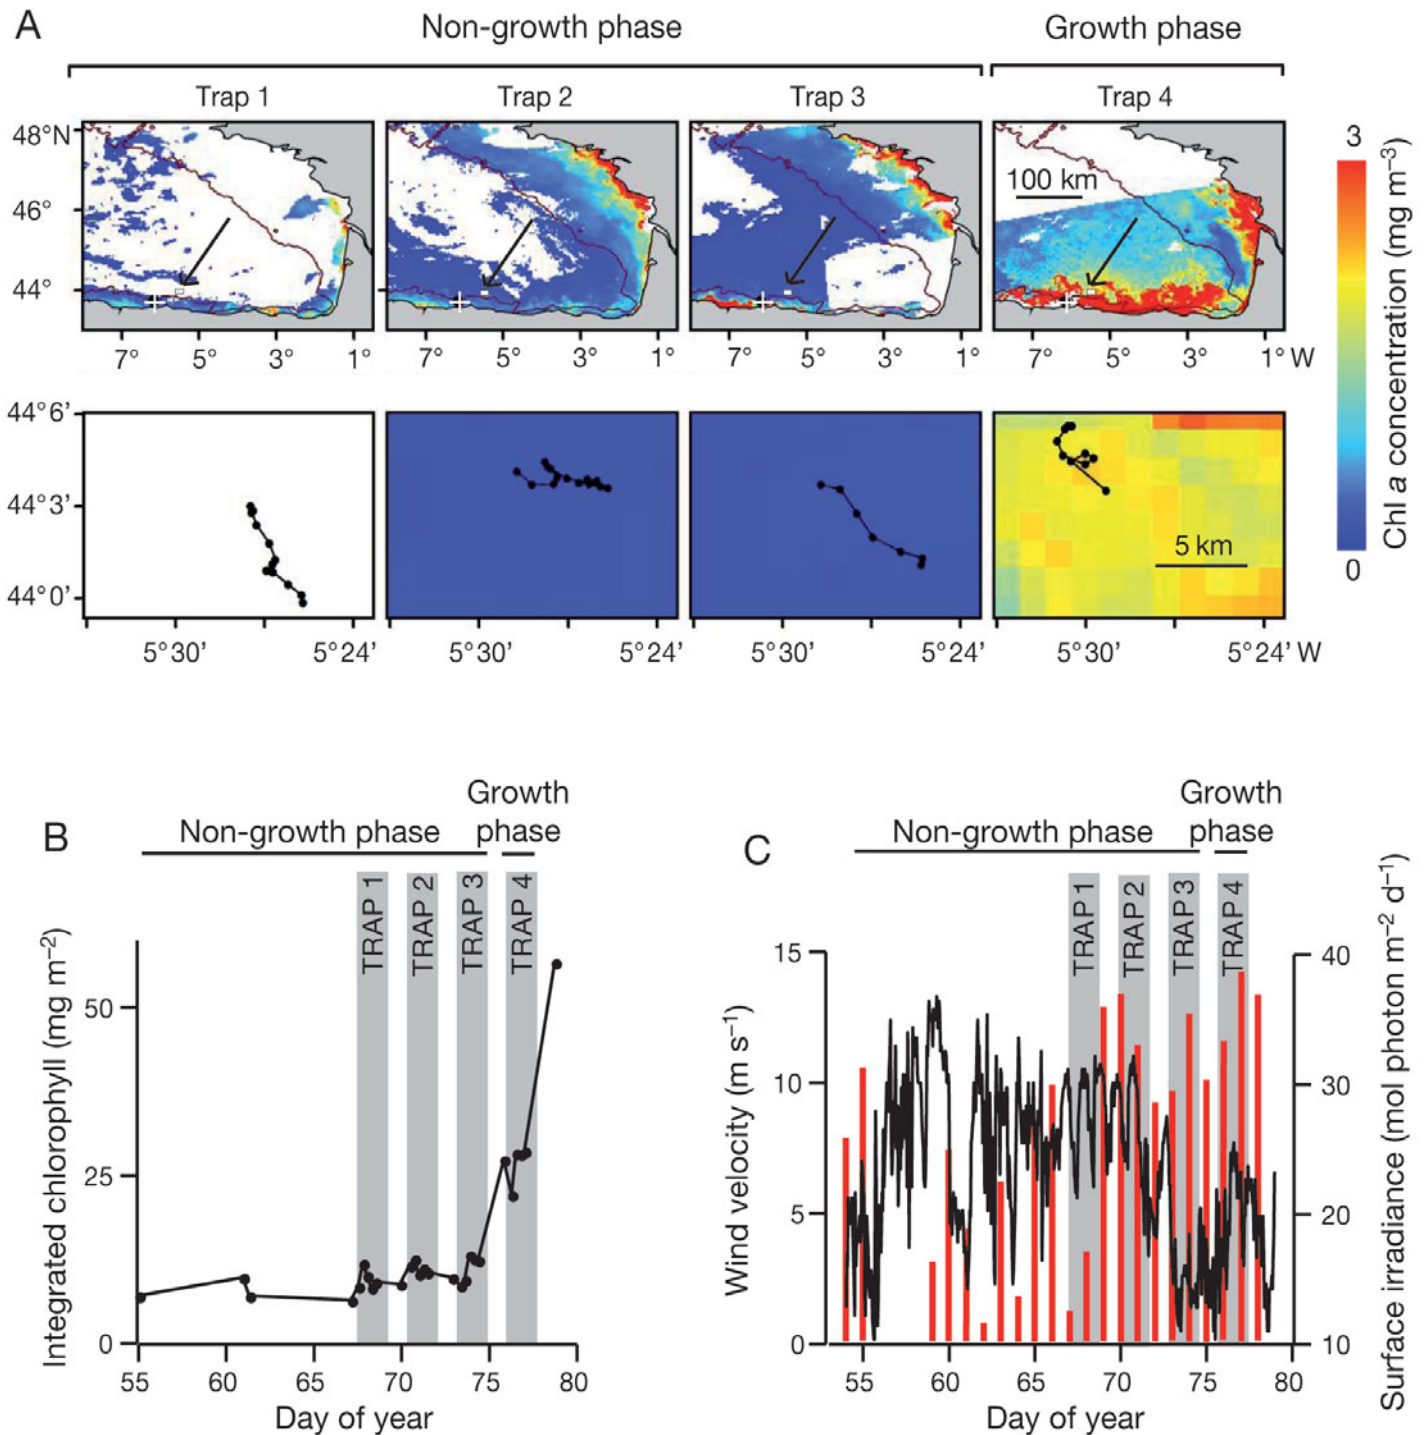 A
Non-growth phase
Growth phase
Trap 1
Trap 2
Trap 3
Trap 4
48°N
46°
44°
100 km
7° 5° 3° 1°
7° 5° 3° 1°
7° 5° 3° 1°
7° 5° 3° 1° W
3
0
Chl a concentration (mg m–3)
44°6’
44°3’
44°0’
5 km
5°30’ 5°24’
5°30’ 5°24’
5°30’ 5°24’
5°30’ 5°24’ W
B
Non-growth phase
Growth
phase
TRAP 1
TRAP 2
TRAP 3
TRAP 4
Integrated chlorophyll (mg m–2)
50
25
0
55 60 65 70 75 80
Day of year
C
Non-growth phase
Growth
phase
TRAP 1
TRAP 2
TRAP 3
TRAP 4
Wind velocity (m s–1)
15
10
5
0
40
30
20
10
Surface irradiance (mol photon m–2 d–1)
55 60 65 70 75 80
Day of year